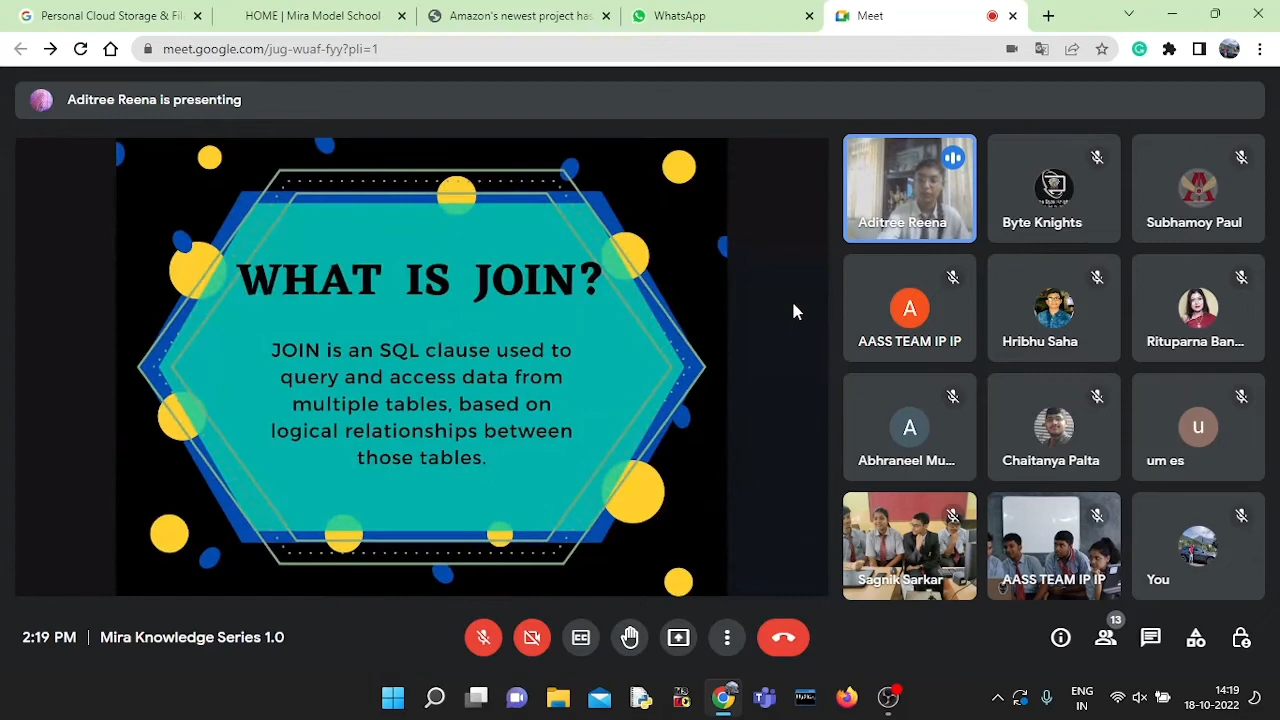 Personal Cloud Storage & Fil
HOME | Mira Model School
Amazon's newest project has
WhatsApp
Meet
meet.google.com/jug-wuaf-fyy?pli=1
Aditree Reena is presenting
WHAT IS JOIN?
JOIN is an SQL clause used to
query and access data from
multiple tables, based on
logical relationships between
those tables.
Aditree Reena
Byte Knights
Subhamoy Paul
A
AASS TEAM IP IP
Hribhu Saha
Rituparna Ban...
A
Abhraneel Mu...
Chaitanya Palta
u
um es
Sagnik Sarkar
AASS TEAM IP IP
You
2:19 PM | Mira Knowledge Series 1.0
CC
13
ENG
IN
14:19
18-10-2022